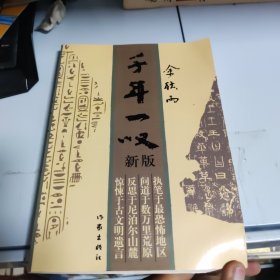 余秋雨
千年一叹
新版
执笔于最恐怖地区
问道于数万里荒原
反思于尼泊尔山麓
惊悚于古文明遗言
作家出版社